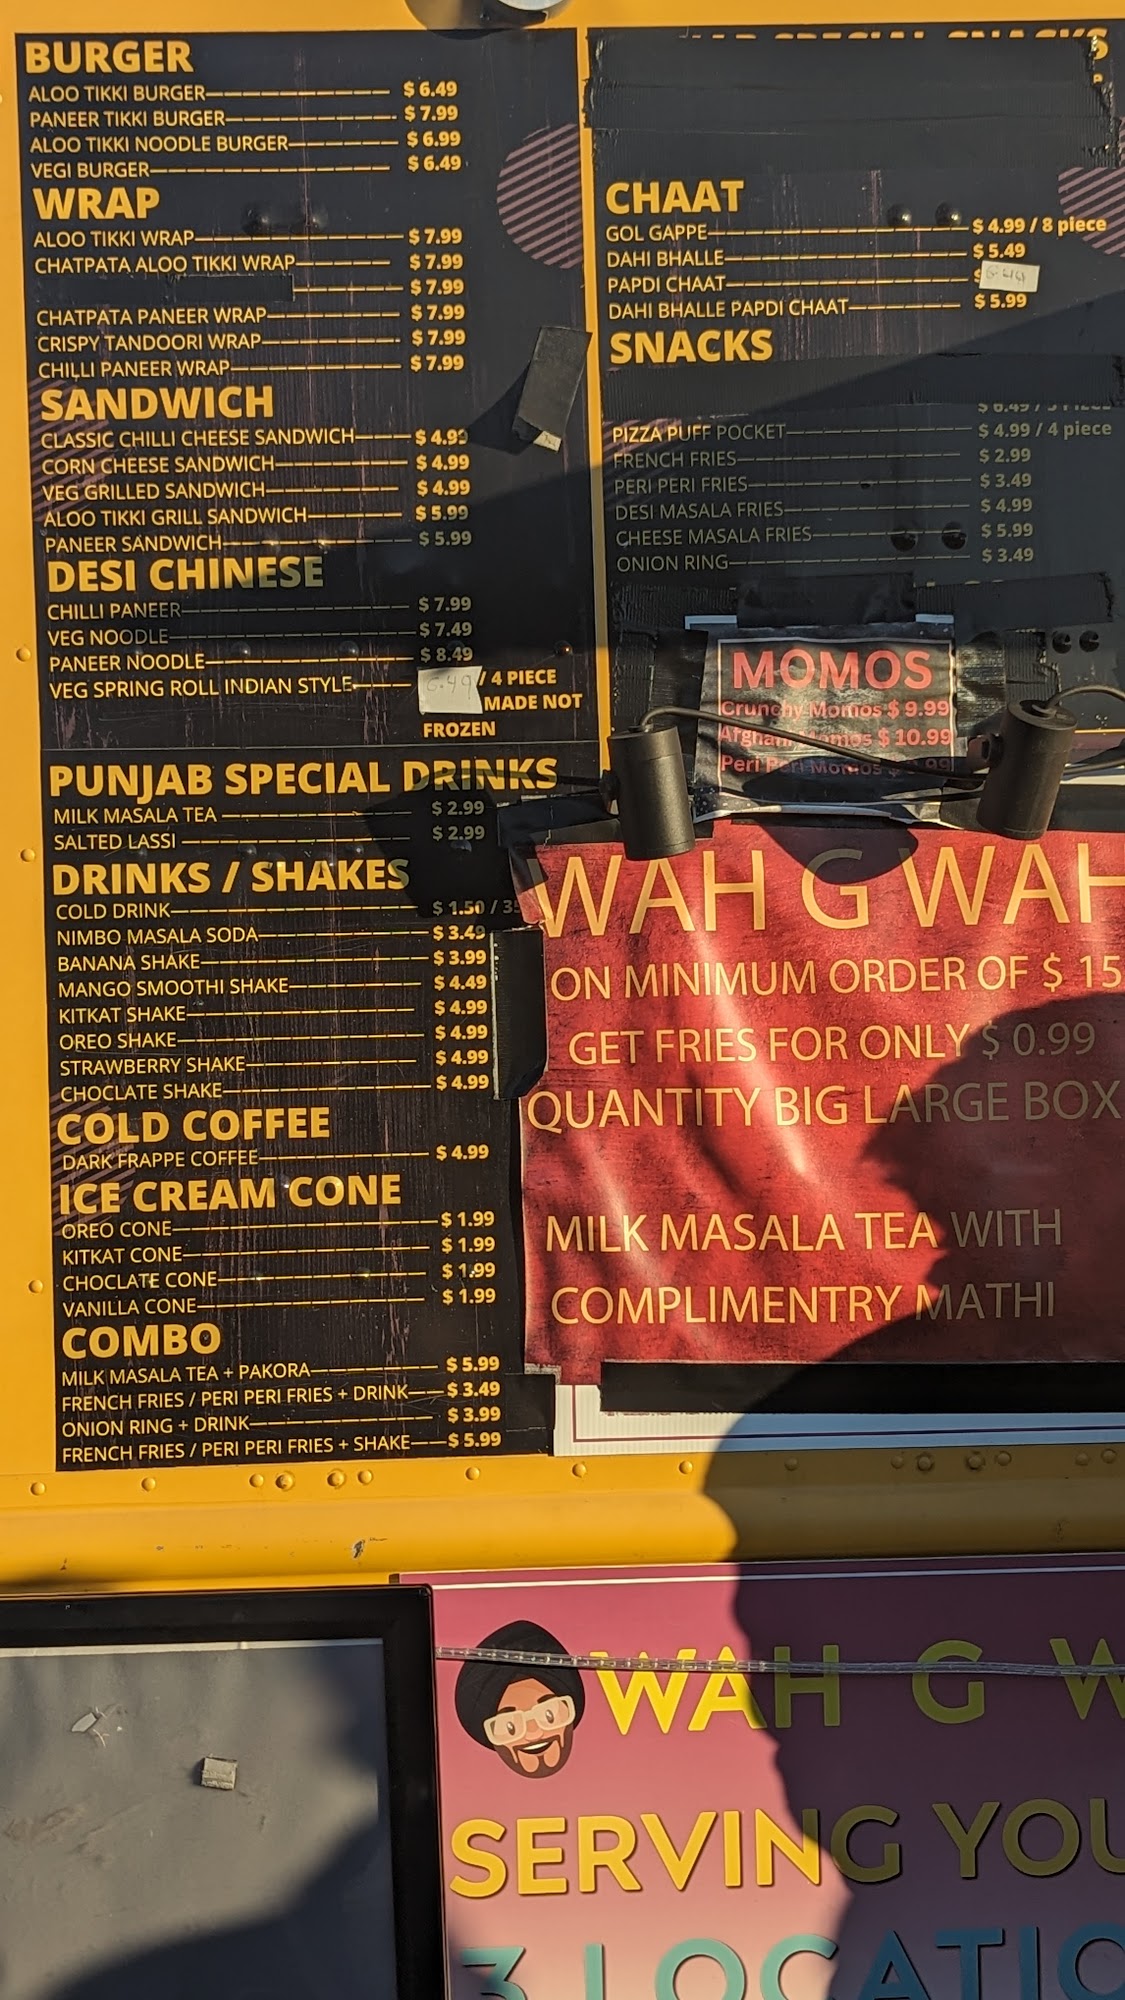 BURGER
ALOO TIKKI BURGER $ 6.49
PANEER TIKKI BURGER $ 7.99
ALOO TIKKI NOODLE BURGER $ 6.99
VEGI BURGER $ 6.49
WRAP
ALOO TIKKI WRAP $ 7.99
CHATPATA ALOO TIKKI WRAP $ 7.99
$ 7.99
CHATPATA PANEER WRAP $ 7.99
CRISPY TANDOORI WRAP $ 7.99
CHILLI PANEER WRAP $ 7.99
SANDWICH
CLASSIC CHILLI CHEESE SANDWICH $ 4.99
CORN CHEESE SANDWICH $ 4.99
VEG GRILLED SANDWICH $ 4.99
ALOO TIKKI GRILL SANDWICH $ 5.99
PANEER SANDWICH $ 5.99
DESI CHINESE
CHILLI PANEER $ 7.99
VEG NOODLE $ 7.49
PANEER NOODLE $ 8.49
VEG SPRING ROLL INDIAN STYLE 6.49 / 4 PIECE
MADE NOT
FROZEN
PUNJAB SPECIAL DRINKS
MILK MASALA TEA $ 2.99
SALTED LASSI $ 2.99
DRINKS / SHAKES
COLD DRINK $ 1.50 / 
NIMBO MASALA SODA $ 3.49
BANANA SHAKE $ 3.99
MANGO SMOOTHI SHAKE $ 4.49
KITKAT SHAKE $ 4.99
OREO SHAKE $ 4.99
STRAWBERRY SHAKE $ 4.99
CHOCLATE SHAKE $ 4.99
COLD COFFEE
DARK FRAPPE COFFEE $ 4.99
ICE CREAM CONE
OREO CONE $ 1.99
KITKAT CONE $ 1.99
CHOCLATE CONE $ 1.99
VANILLA CONE $ 1.99
COMBO
MILK MASALA TEA + PAKORA $ 5.99
FRENCH FRIES / PERI PERI FRIES + DRINK $ 3.49
ONION RING + DRINK $ 3.99
FRENCH FRIES / PERI PERI FRIES + SHAKE $ 5.99
SPECIAL SNACKS
CHAAT
GOL GAPPE $ 4.99 / 8 piece
DAHI BHALLE $ 5.49
PAPDI CHAAT
DAHI BHALLE PAPDI CHAAT $ 5.99
SNACKS
PIZZA PUFF POCKET $ 4.99 / 4 piece
FRENCH FRIES $ 2.99
PERI PERI FRIES $ 3.49
DESI MASALA FRIES $ 4.99
CHEESE MASALA FRIES $ 5.99
ONION RING $ 3.49
MOMOS
Crunchy Momos $ 9.99
Afghani Momos $ 10.99
Peri Peri Momos
WAH G WAH
ON MINIMUM ORDER OF $ 15
GET FRIES FOR ONLY $ 0.99
QUANTITY BIG LARGE BOX
MILK MASALA TEA WITH
COMPLIMENTRY MATHI
WAH G W
SERVING YOU
3 LOCATIO